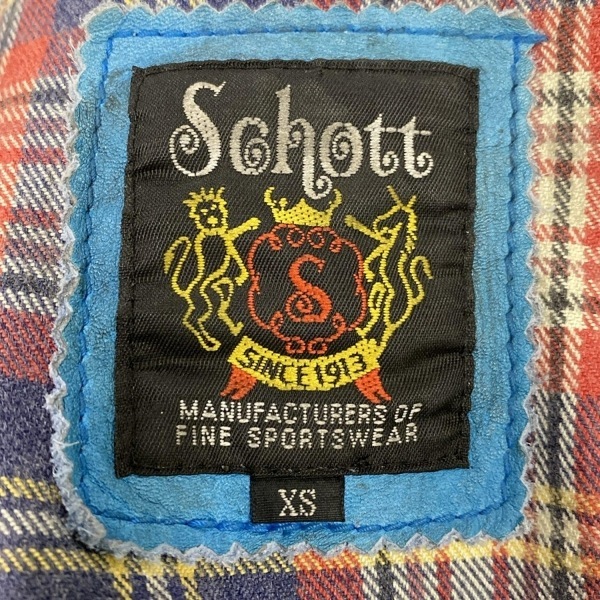 Schott
S
SINCE 1913
MANUFACTURERS OF
FINE SPORTSWEAR
XS